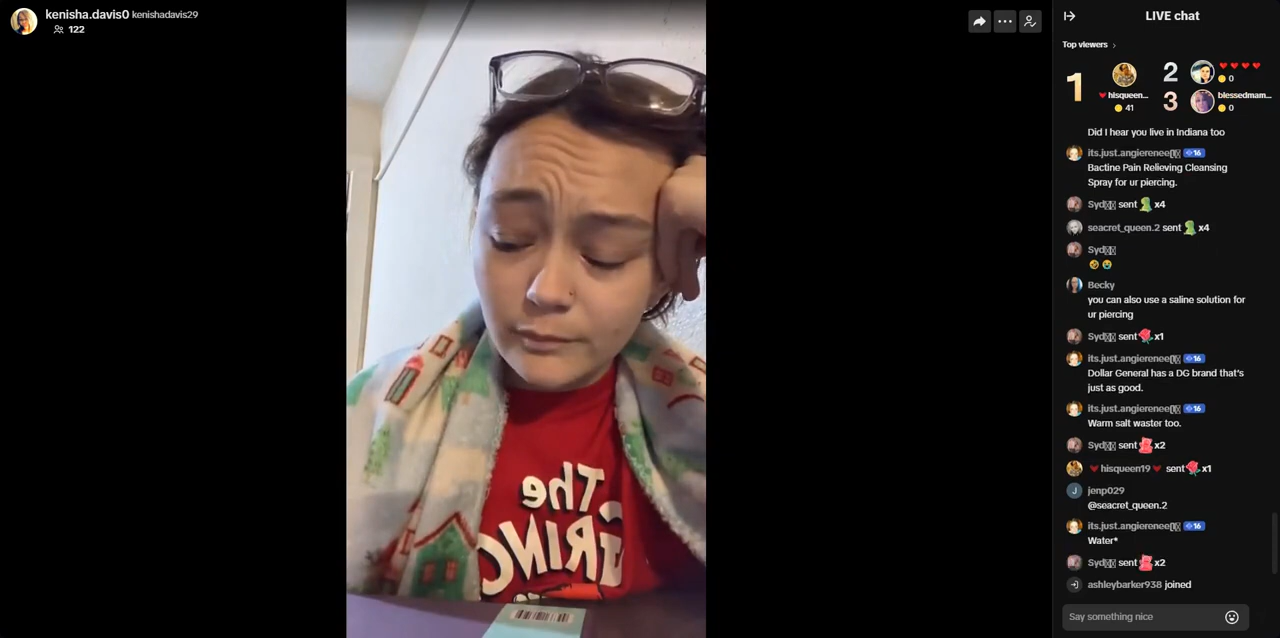 kenisha.davis0 kenishadavis29
122
LIVE chat
Top viewers
1
hisqueen...
41
2
0
3
blessedmam...
0
Did I hear you live in Indiana too
its.just.angierenee 16
Bactine Pain Relieving Cleansing
Spray for ur piercing.
Syd sent x4
seacret_queen.2 sent x4
Syd
Becky
you can also use a saline solution for
ur piercing
Syd sent x1
its.just.angierenee 16
Dollar General has a DG brand that's
just as good.
its.just.angierenee 16
Warm salt waster too.
Syd sent x2
hisqueen19 sent x1
J jenp029
@seacret_queen.2
its.just.angierenee 16
Water*
Syd sent x2
ashleybarker938 joined
Say something nice
The
GRINC